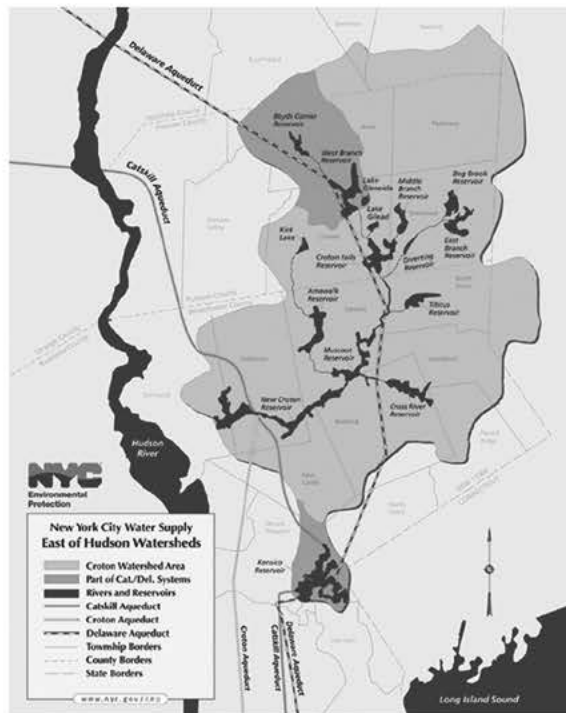 Delaware Aqueduct
Catskill Aqueduct
Boyds Corner
Reservoir
West Branch
Reservoir
Lake
Gleneida
Middle
Branch
Reservoir
Bog Brook
Reservoir
Lake
Gilead
Kirk
Lake
Croton Falls
Reservoir
Diverting
Reservoir
East
Branch
Reservoir
Amawalk
Reservoir
Titicus
Reservoir
Muscoot
Reservoir
New Croton
Reservoir
Cross River
Reservoir
Hudson
River
NYC
Environmental
Protection
New York City Water Supply
East of Hudson Watersheds
Croton Watershed Area
Part of Cat./Del. Systems
Rivers and Reservoirs
Catskill Aqueduct
Croton Aqueduct
Delaware Aqueduct
Township Borders
County Borders
State Borders
Kensico
Reservoir
NEW YORK
CONNECTICUT
Croton Aqueduct
Catskill Aqueduct
Delaware Aqueduct
Long Island Sound